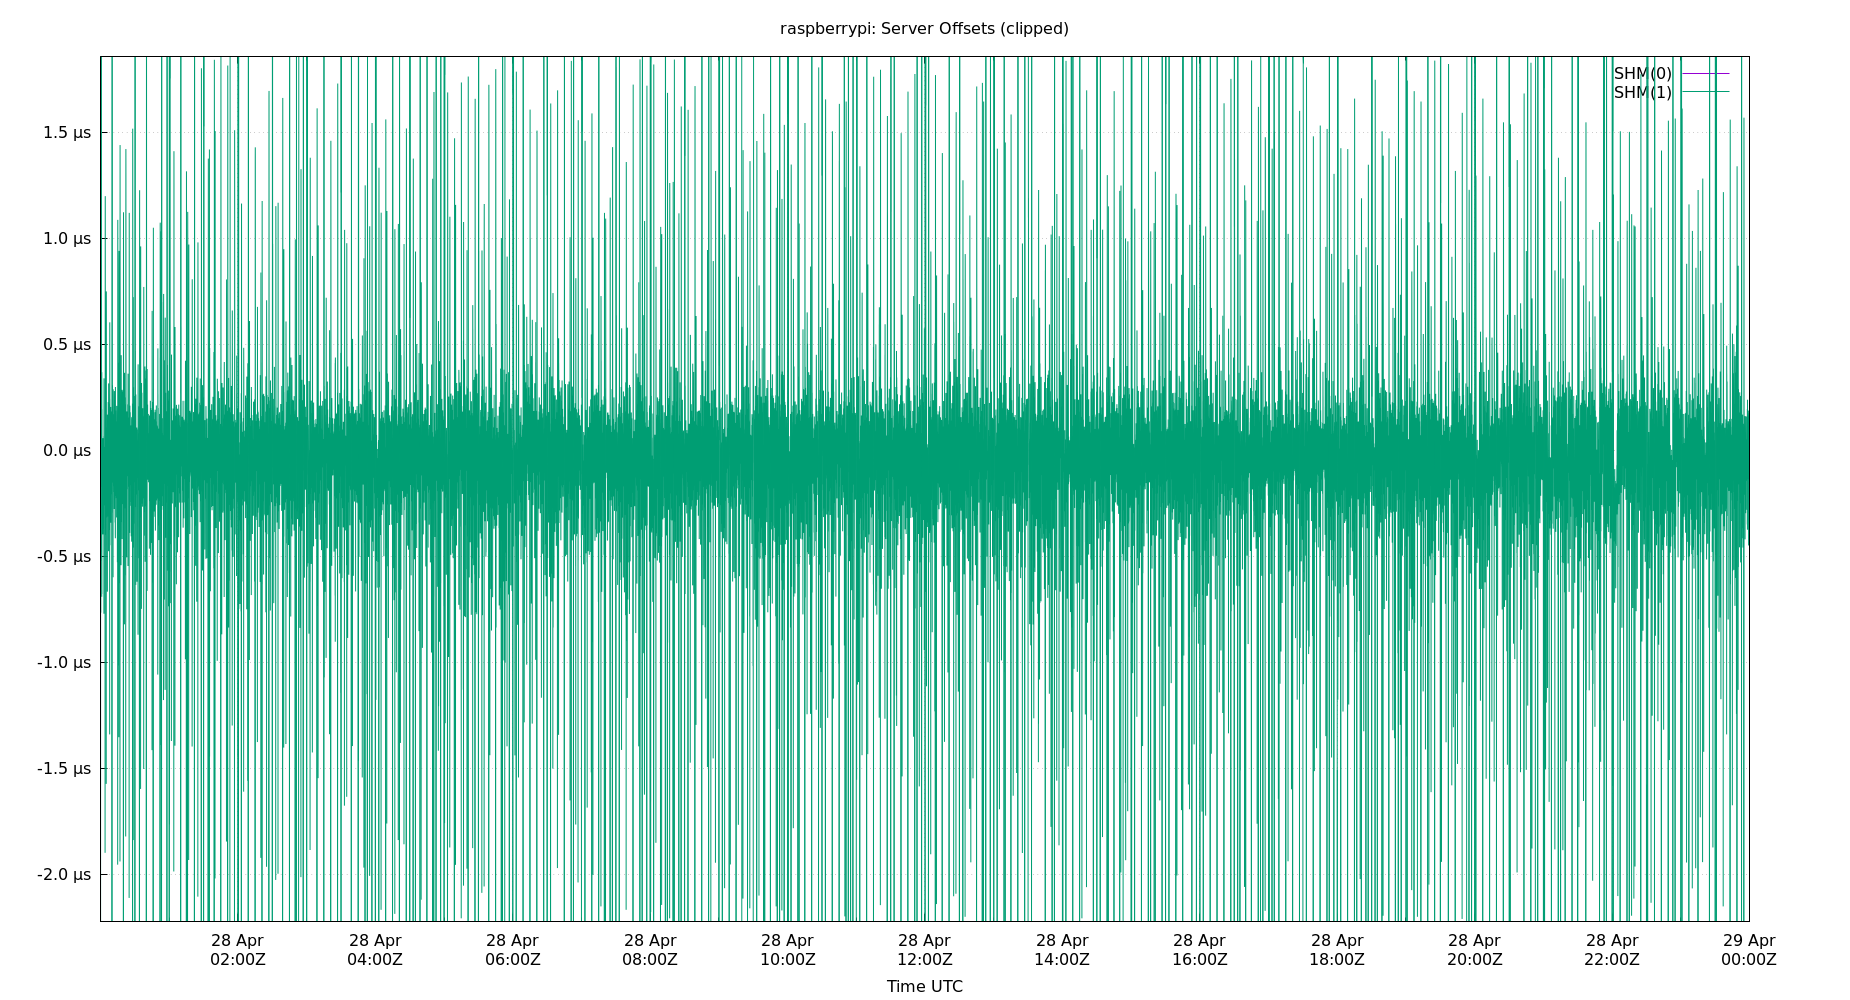 raspberrypi: Server Offsets (clipped)
SHM(0)
SHM(1)
1.5 µs
1.0 µs
0.5 µs
0.0 µs
-0.5 µs
-1.0 µs
-1.5 µs
-2.0 µs
28 Apr 28 Apr 28 Apr 28 Apr 28 Apr 28 Apr 28 Apr 28 Apr 28 Apr 28 Apr 28 Apr 29 Apr
02:00Z 04:00Z 06:00Z 08:00Z 10:00Z 12:00Z 14:00Z 16:00Z 18:00Z 20:00Z 22:00Z 00:00Z
Time UTC